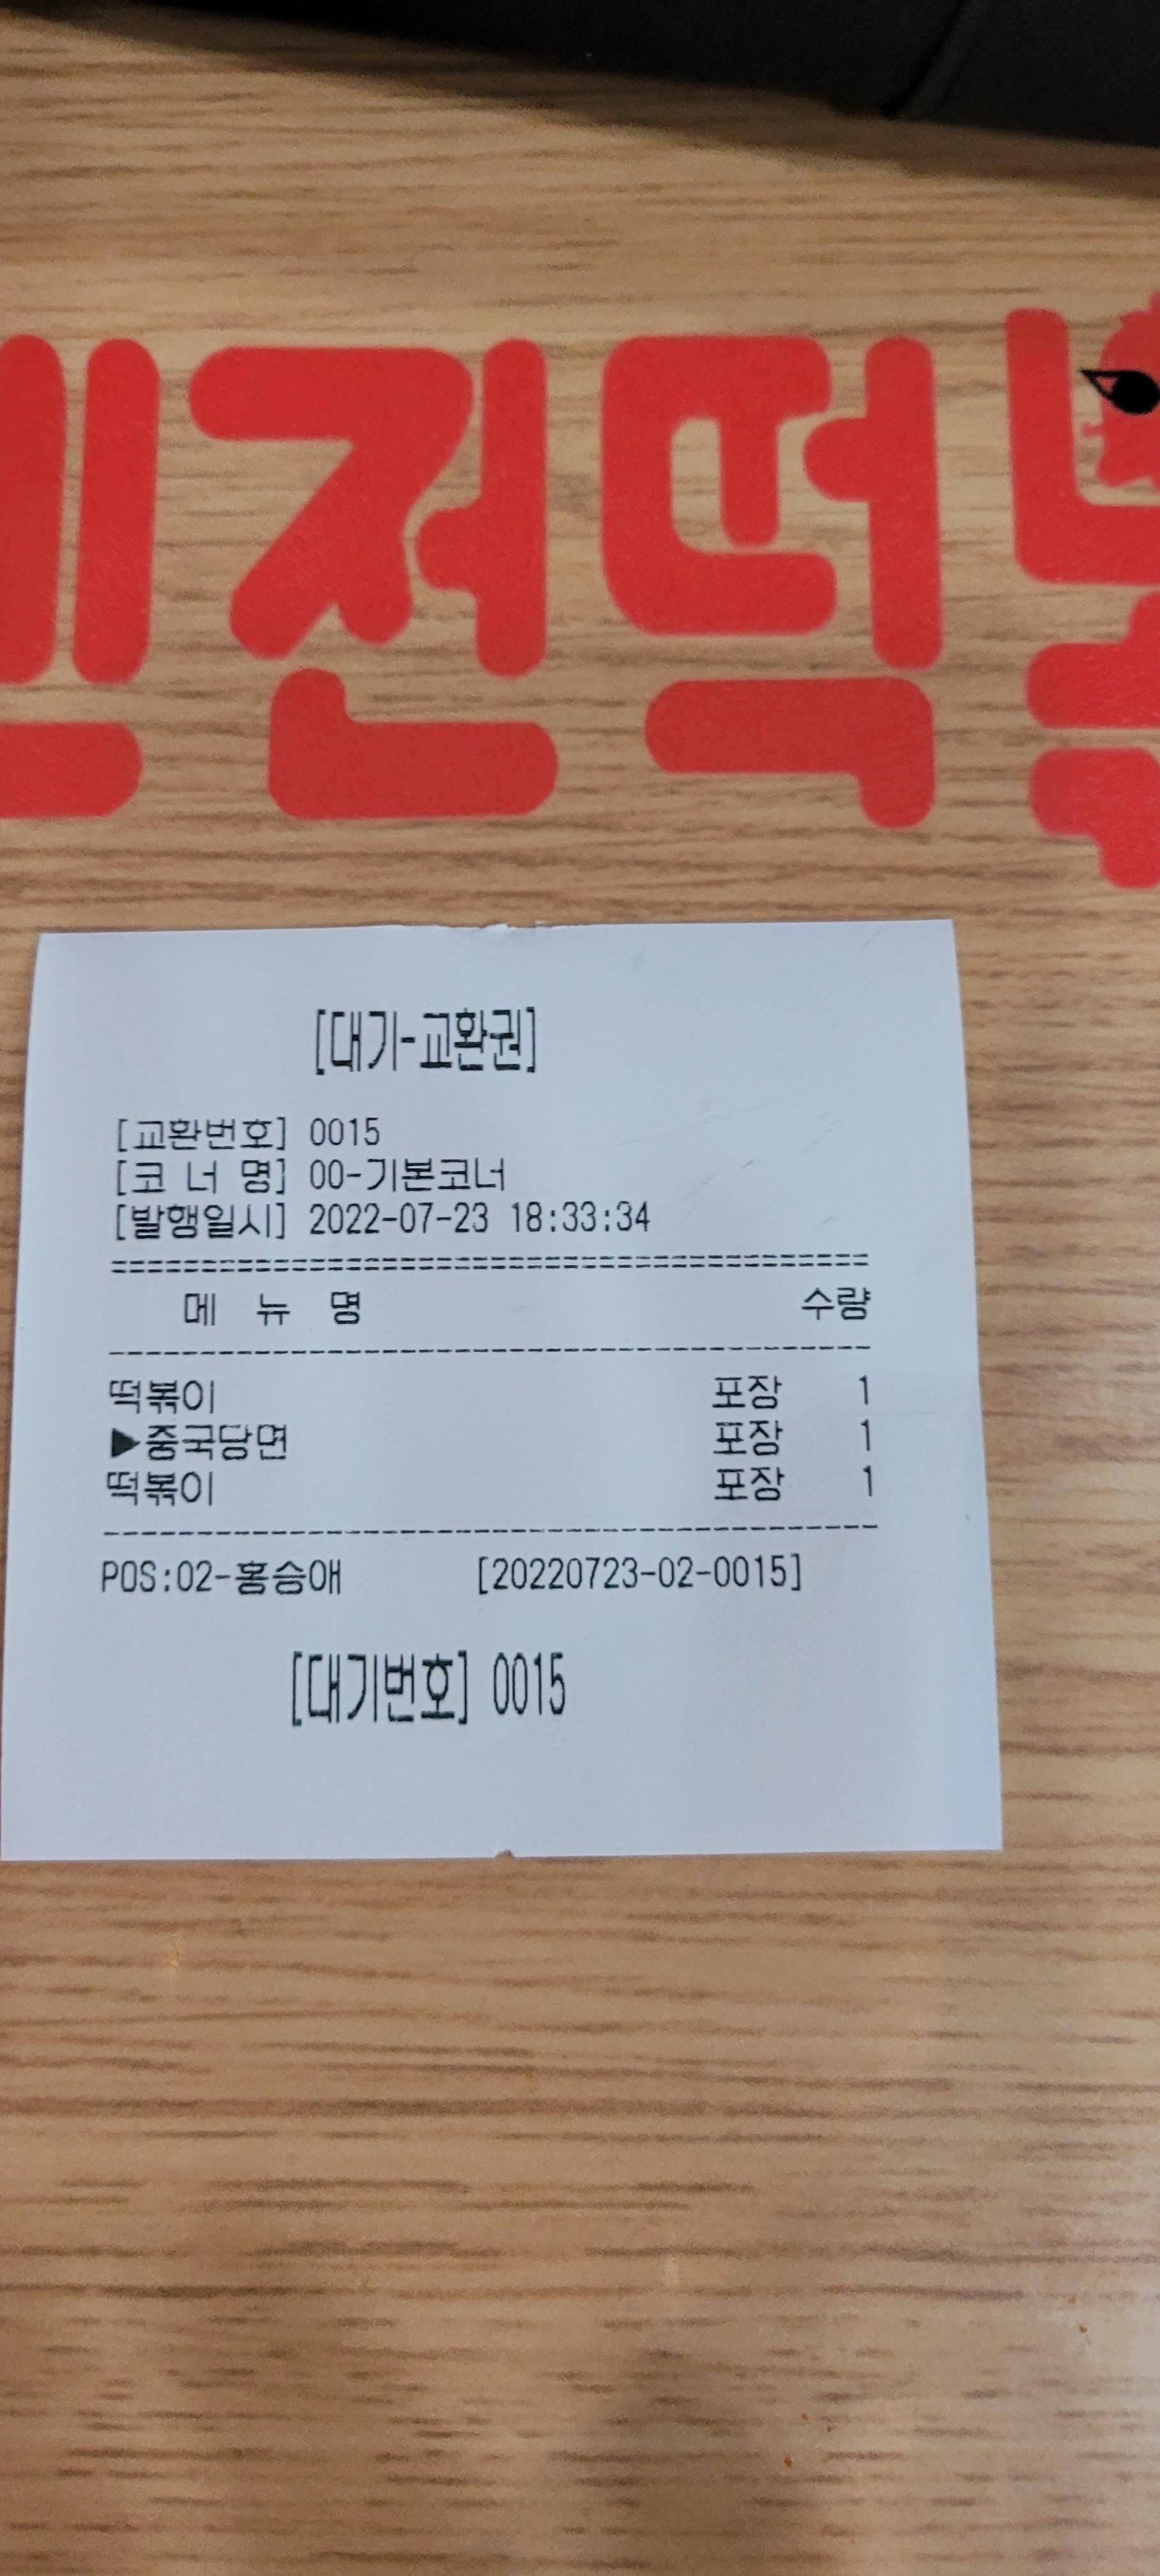 전떡
[대기-교환권]
[교환번호] 0015
[코 너 명] 00-기본코너
[발행일시] 2022-07-23 18:33:34
==========================================
메 뉴 명 수량
------------------------------------------
떡볶이 포장 1
▶중국당면 포장 1
떡볶이 포장 1
------------------------------------------
POS:02-홍승애 [20220723-02-0015]
[대기번호] 0015